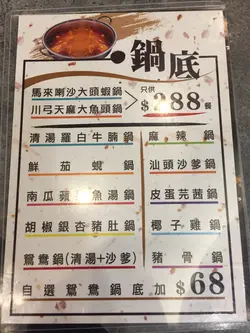 鍋底
馬來喇沙大頭蝦鍋
川弓天麻大魚頭鍋
只供
$288
清湯羅白牛腩鍋
麻辣鍋
鮮茄蜆鍋
汕頭沙爹鍋
南瓜蘋果魚湯鍋
皮蛋芫茜鍋
胡椒銀杏豬肚鍋
椰子雞鍋
鴛鴦鍋(清湯+沙爹)
豬骨鍋
自選鴛鴦鍋底加 $68